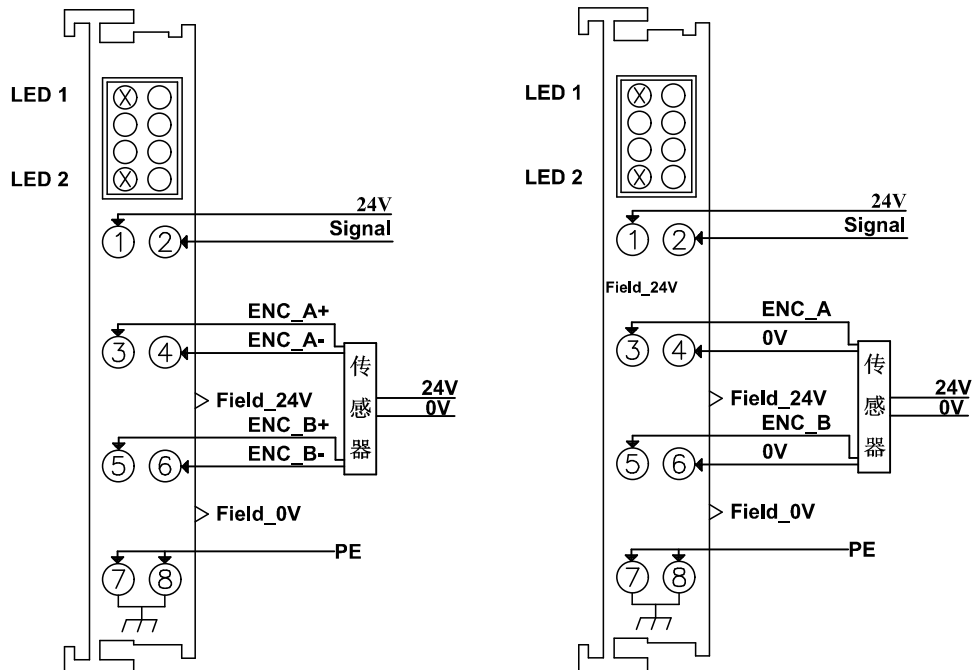 LED 1
LED 2
24V
Signal
1 2
ENC_A+
ENC_A-
3 4
Field_24V
ENC_B+
ENC_B-
5 6
传感器
24V
0V
Field_0V
PE
7 8
LED 1
LED 2
24V
Signal
1 2
Field_24V
ENC_A
0V
3 4
Field_24V
ENC_B
0V
5 6
传感器
24V
0V
Field_0V
PE
7 8